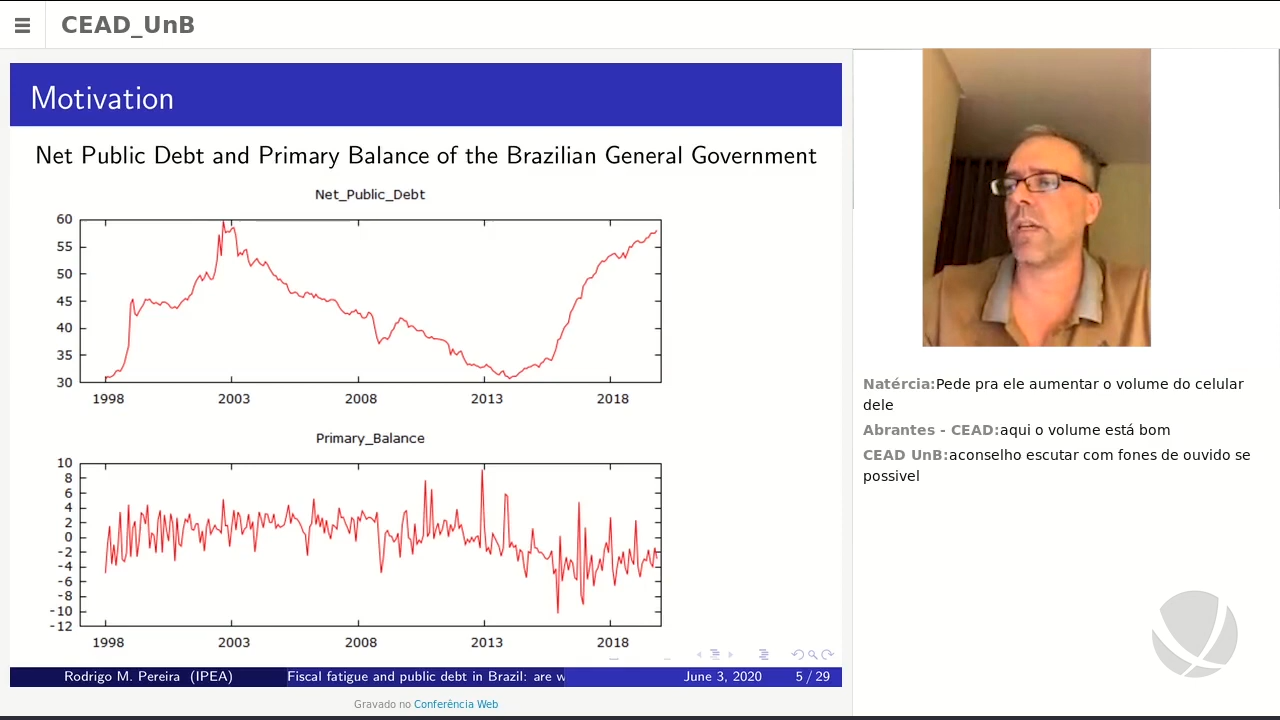 CEAD_UnB
Motivation
Net Public Debt and Primary Balance of the Brazilian General Government
Net_Public_Debt
60
55
50
45
40
35
30
1998 2003 2008 2013 2018
Primary_Balance
10
8
6
4
2
0
-2
-4
-6
-8
-10
-12
1998 2003 2008 2013 2018
Rodrigo M. Pereira (IPEA) Fiscal fatigue and public debt in Brazil: are w June 3, 2020 5 / 29
Gravado no Conferência Web
Natércia:Pede pra ele aumentar o volume do celular
dele
Abrantes - CEAD:aqui o volume está bom
CEAD UnB:aconselho escutar com fones de ouvido se
possivel